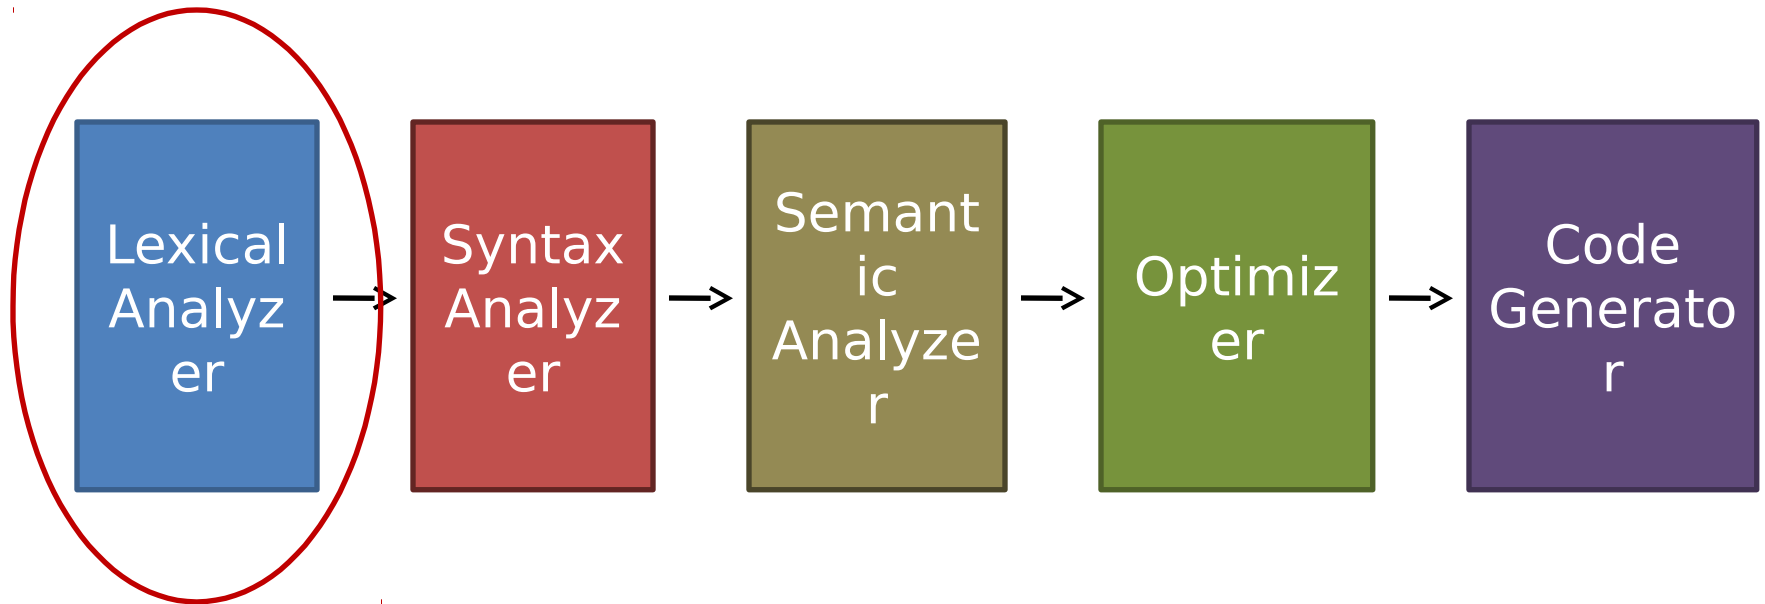 Lexical
Analyz
er
Syntax
Analyz
er
Semant
ic
Analyze
r
Optimiz
er
Code
Generato
r